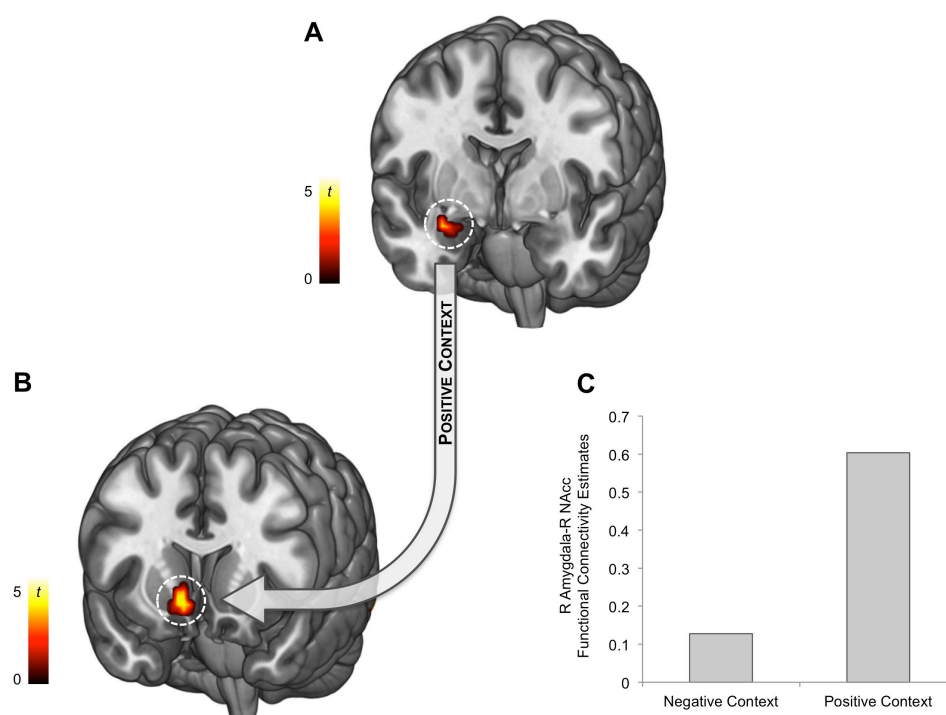 A
5
t
0
POSITIVE CONTEXT
B
5
t
0
C
R Amygdala-R NAcc
Functional Connectivity Estimates
0.7
0.6
0.5
0.4
0.3
0.2
0.1
0
Negative Context
Positive Context